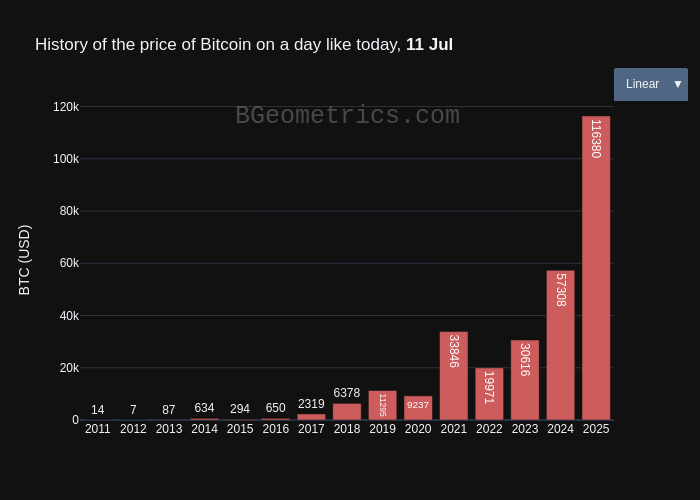 History of the price of Bitcoin on a day like today, 11 Jul
Linear ▼
BGeometrics.com
BTC (USD)
120k
100k
80k
60k
40k
20k
0
14
7
87
634
294
650
2319
6378
11295
9237
33846
19971
30616
57308
116380
2011 2012 2013 2014 2015 2016 2017 2018 2019 2020 2021 2022 2023 2024 2025